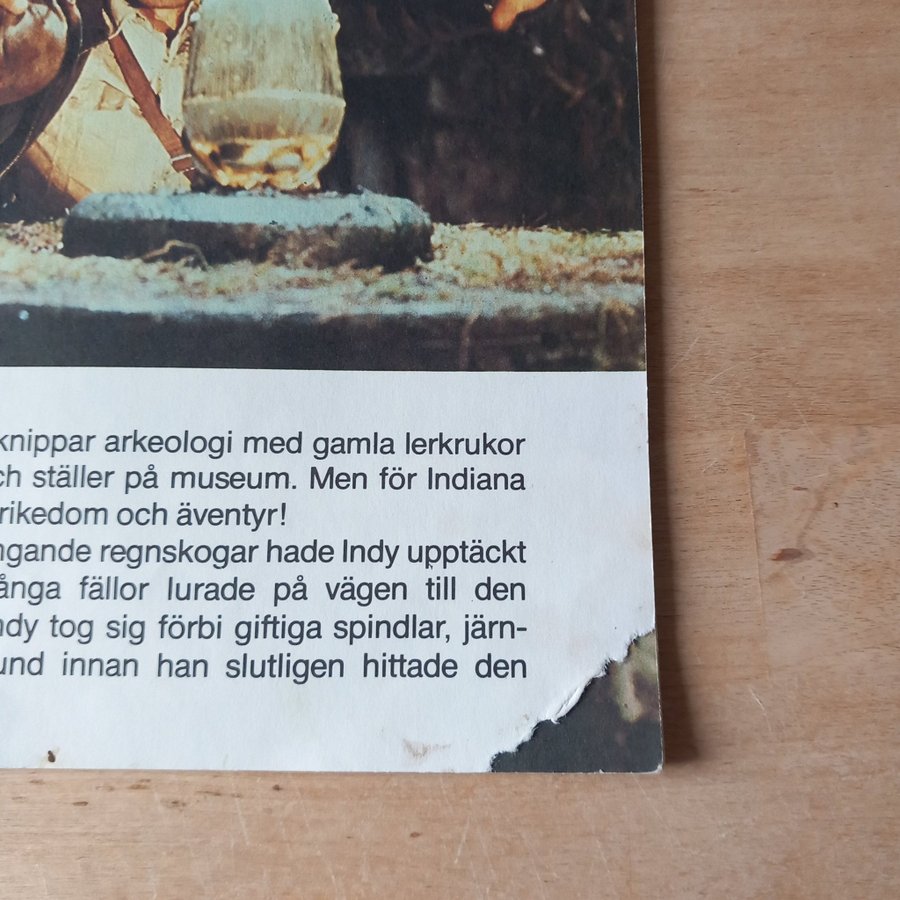 knippar arkeologi med gamla lerkrukor
ch ställer på museum. Men för Indiana
rikedom och äventyr!
ngande regnskogar hade Indy upptäckt
ånga fällor lurade på vägen till den
ndy tog sig förbi giftiga spindlar, järn-
und innan han slutligen hittade den